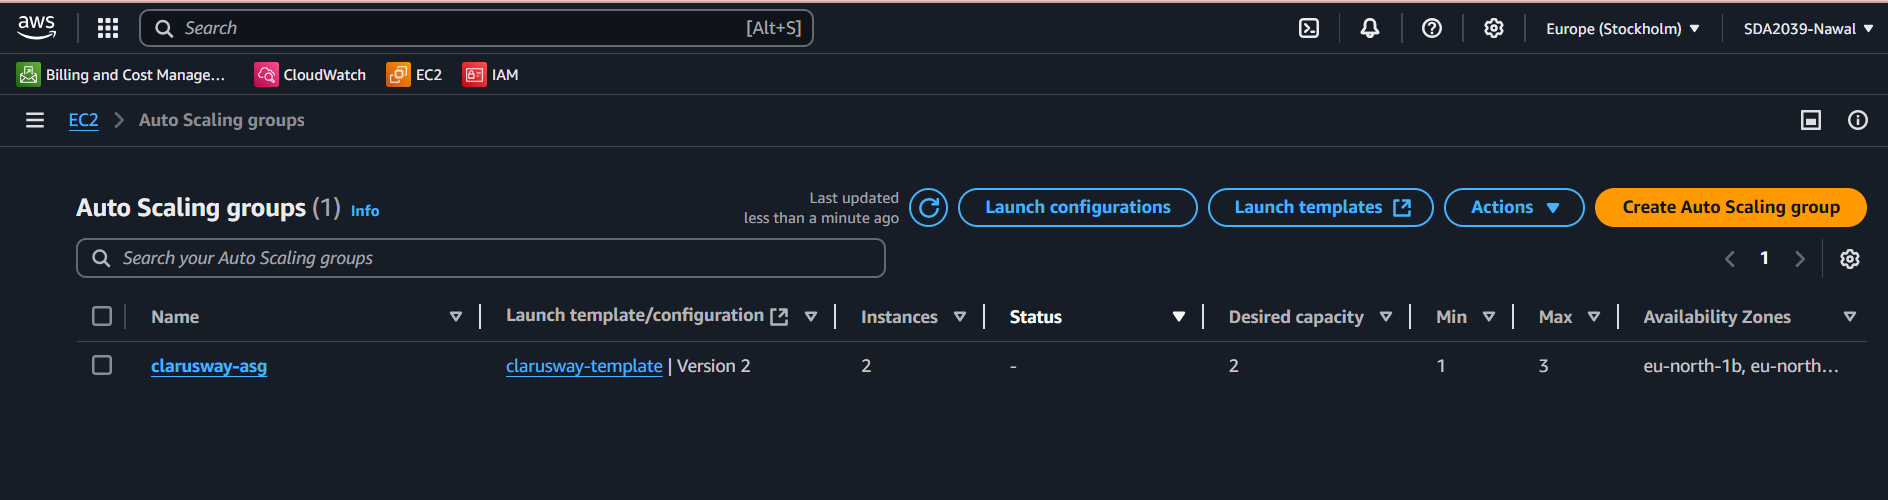 aws Search [Alt+S] Europe (Stockholm) SDA2039-Nawal
Billing and Cost Manage... CloudWatch EC2 IAM
EC2 Auto Scaling groups
Auto Scaling groups (1) Info
Last updated
less than a minute ago
Launch configurations Launch templates Actions Create Auto Scaling group
Search your Auto Scaling groups 1
Name Launch template/configuration Instances Status Desired capacity Min Max Availability Zones
clarusway-asg clarusway-template | Version 2 2 - 2 1 3 eu-north-1b, eu-north...